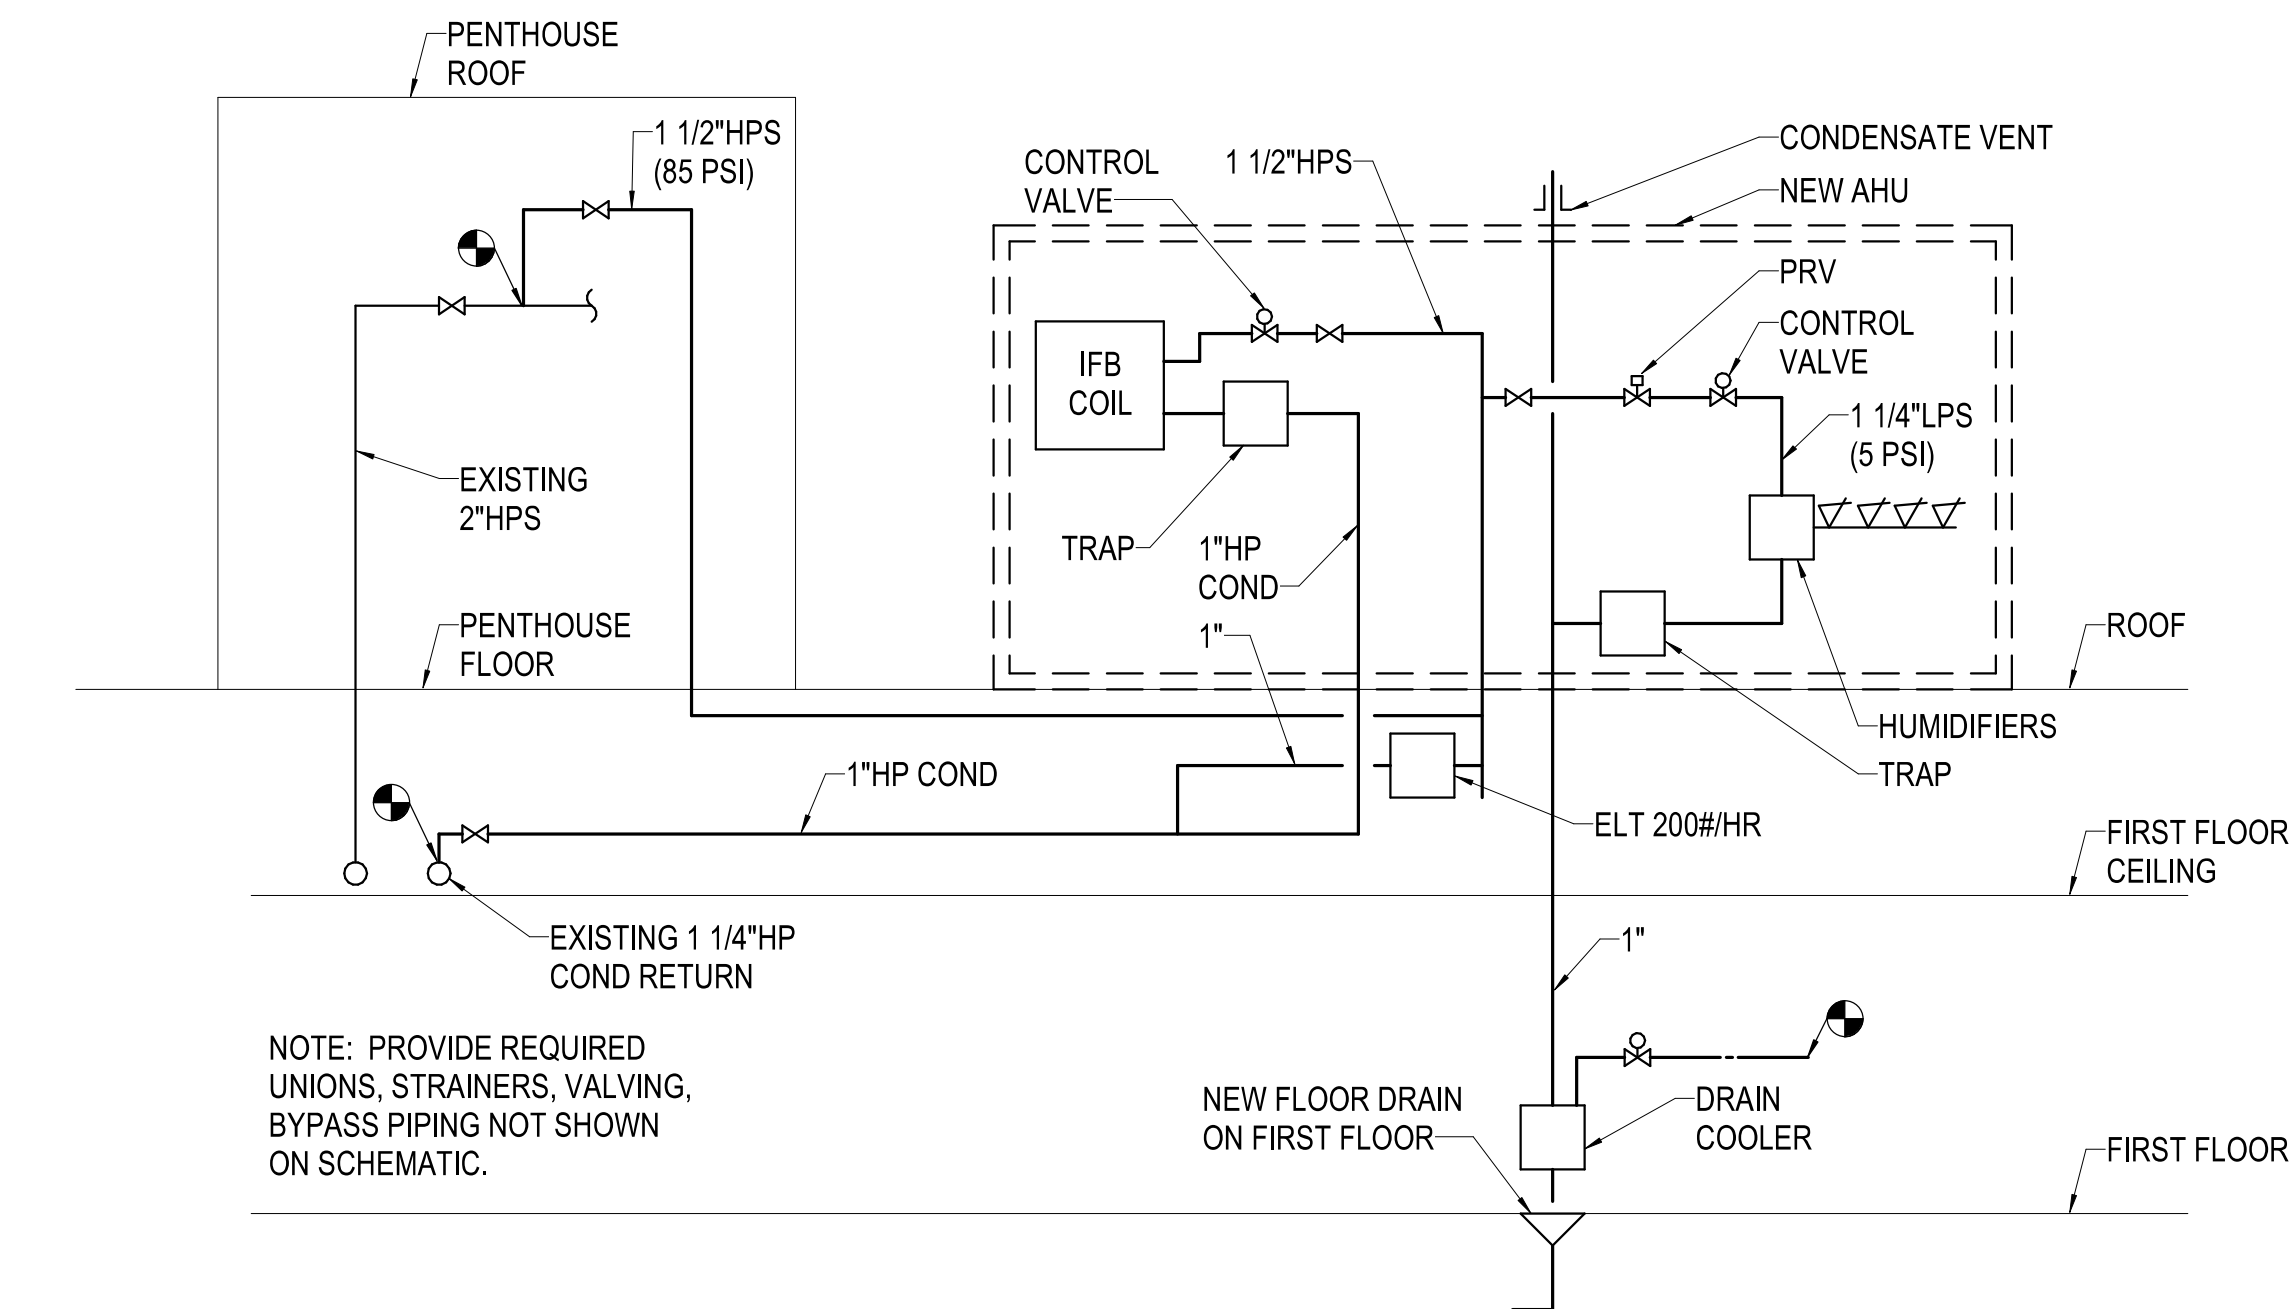 PENTHOUSE
ROOF
1 1/2"HPS
(85 PSI)
CONTROL
VALVE
1 1/2"HPS
CONDENSATE VENT
NEW AHU
PRV
CONTROL
VALVE
IFB
COIL
1 1/4"LPS
(5 PSI)
EXISTING
2"HPS
TRAP
1"HP
COND
PENTHOUSE
FLOOR
1"
ROOF
HUMIDIFIERS
TRAP
1"HP COND
ELT 200#/HR
FIRST FLOOR
CEILING
EXISTING 1 1/4"HP
COND RETURN
1"
NOTE: PROVIDE REQUIRED
UNIONS, STRAINERS, VALVING,
BYPASS PIPING NOT SHOWN
ON SCHEMATIC.
NEW FLOOR DRAIN
ON FIRST FLOOR
DRAIN
COOLER
FIRST FLOOR